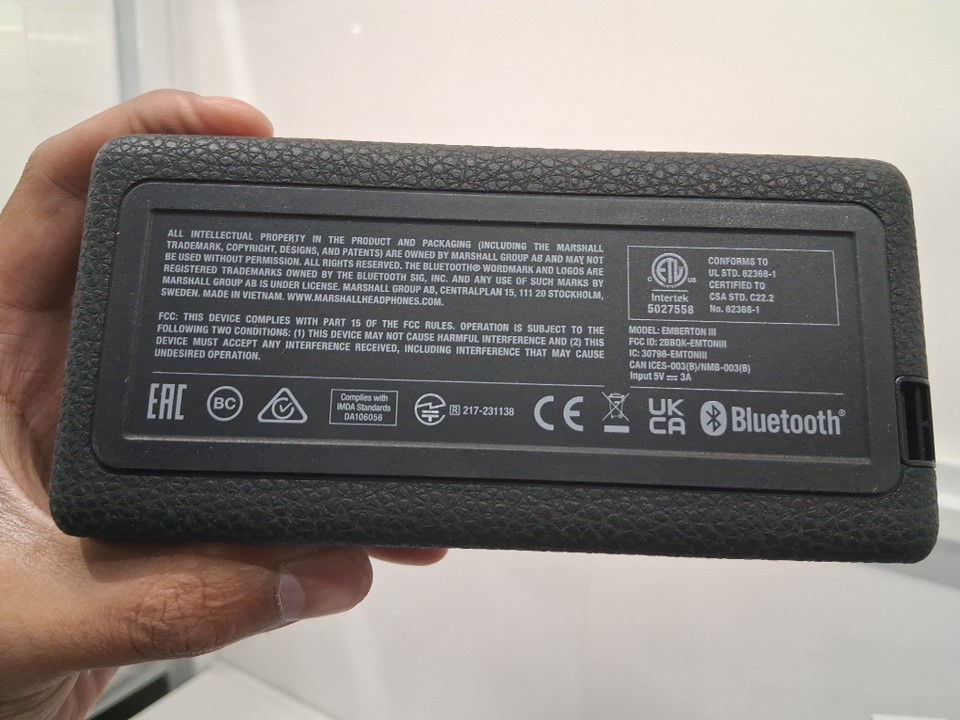 ALL INTELLECTUAL PROPERTY IN THE PRODUCT AND PACKAGING (INCLUDING THE MARSHALL
TRADEMARK, COPYRIGHT, DESIGNS, AND PATENTS) ARE OWNED BY MARSHALL GROUP AB AND MAY NOT
BE USED WITHOUT PERMISSION. ALL RIGHTS RESERVED. THE BLUETOOTH® WORDMARK AND LOGOS ARE
REGISTERED TRADEMARKS OWNED BY THE BLUETOOTH SIG, INC. AND ANY USE OF SUCH MARKS BY
MARSHALL GROUP AB IS UNDER LICENSE. MARSHALL GROUP AB, CENTRALPLAN 15, 111 20 STOCKHOLM,
SWEDEN. MADE IN VIETNAM. WWW.MARSHALLHEADPHONES.COM.
FCC: THIS DEVICE COMPLIES WITH PART 15 OF THE FCC RULES. OPERATION IS SUBJECT TO THE
FOLLOWING TWO CONDITIONS: (1) THIS DEVICE MAY NOT CAUSE HARMFUL INTERFERENCE AND (2) THIS
DEVICE MUST ACCEPT ANY INTERFERENCE RECEIVED, INCLUDING INTERFERENCE THAT MAY CAUSE
UNDESIRED OPERATION.
C ETL US
Intertek
5027558
CONFORMS TO
UL STD. 62368-1
CERTIFIED TO
CSA STD. C22.2
No. 62368-1
MODEL: EMBERTON III
FCC ID: 2BBQK-EMTONIII
IC: 30798-EMTONIII
CAN ICES-003(B)/NMB-003(B)
Input 5V ⎓ 3A
EAC
BC
Complies with
IMDA Standards
DA106056
R 217-231138
CE
UK
CA
Bluetooth®